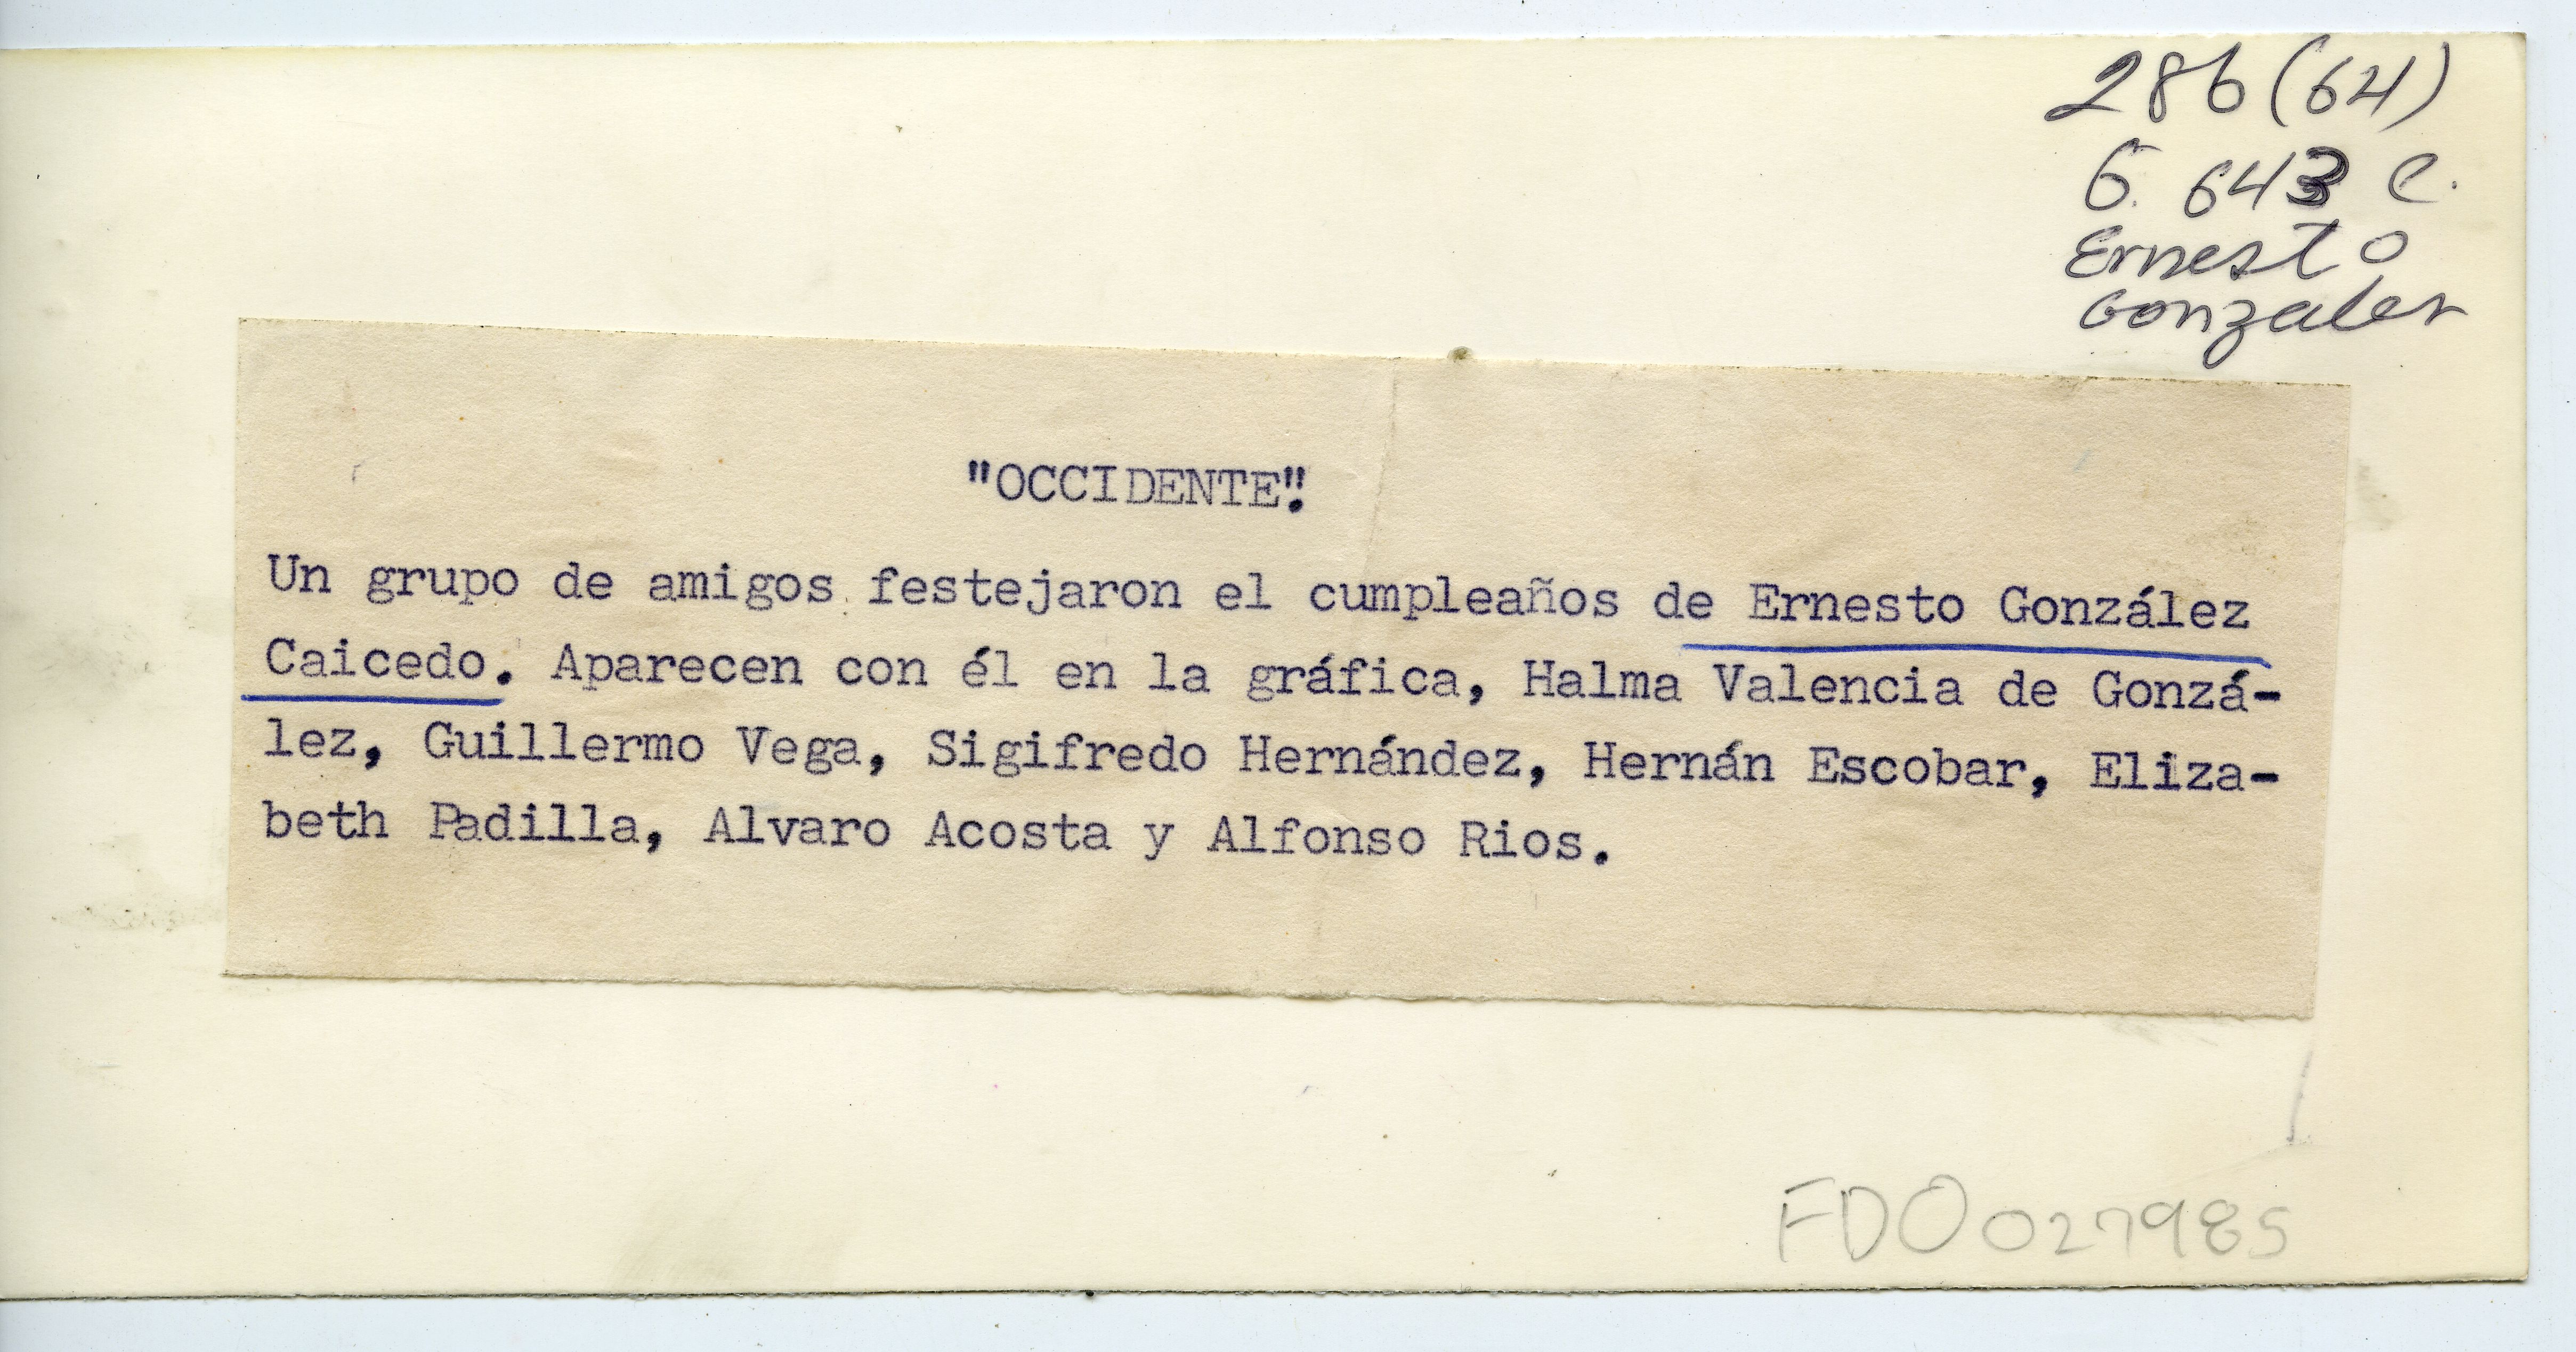 286 (64)
G. 643 C.
Ernesto
Gonzalez
"OCCIDENTE".
Un grupo de amigos festejaron el cumpleaños de Ernesto González
Caicedo. Aparecen con él en la gráfica, Halma Valencia de Gonzá-
lez, Guillermo Vega, Sigifredo Hernández, Hernán Escobar, Eliza-
beth Padilla, Alvaro Acosta y Alfonso Rios.
FDO027985